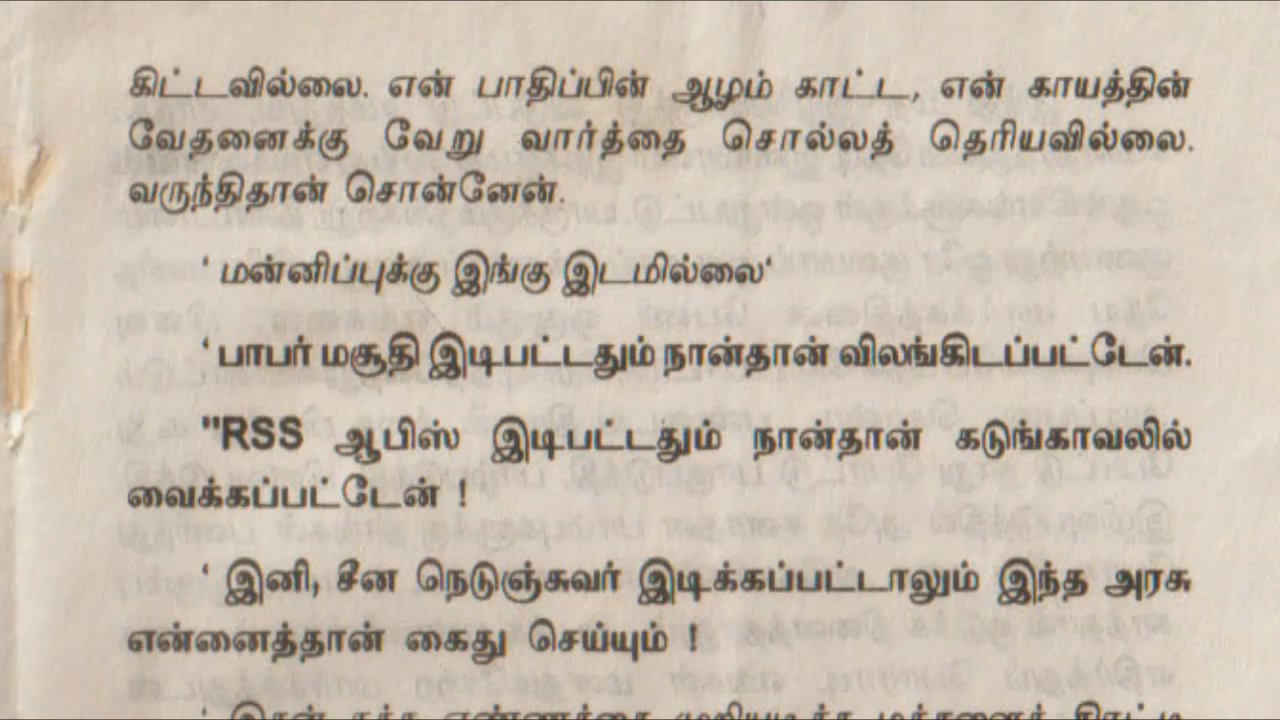 கிட்டவில்லை. என் பாதிப்பின் ஆழம் காட்ட, என் காயத்தின்
வேதனைக்கு வேறு வார்த்தை சொல்லத் தெரியவில்லை.
வருந்திதான் சொன்னேன்.
‘ மன்னிப்புக்கு இங்கு இடமில்லை‘
‘ பாபர் மசூதி இடிபட்டதும் நான்தான் விலங்கிடப்பட்டேன்.
"RSS ஆபிஸ் இடிபட்டதும் நான்தான் கடுங்காவலில்
வைக்கப்பட்டேன் !
‘ இனி, சீன நெடுஞ்சுவர் இடிக்கப்பட்டாலும் இந்த அரசு
என்னைத்தான் கைது செய்யும் !